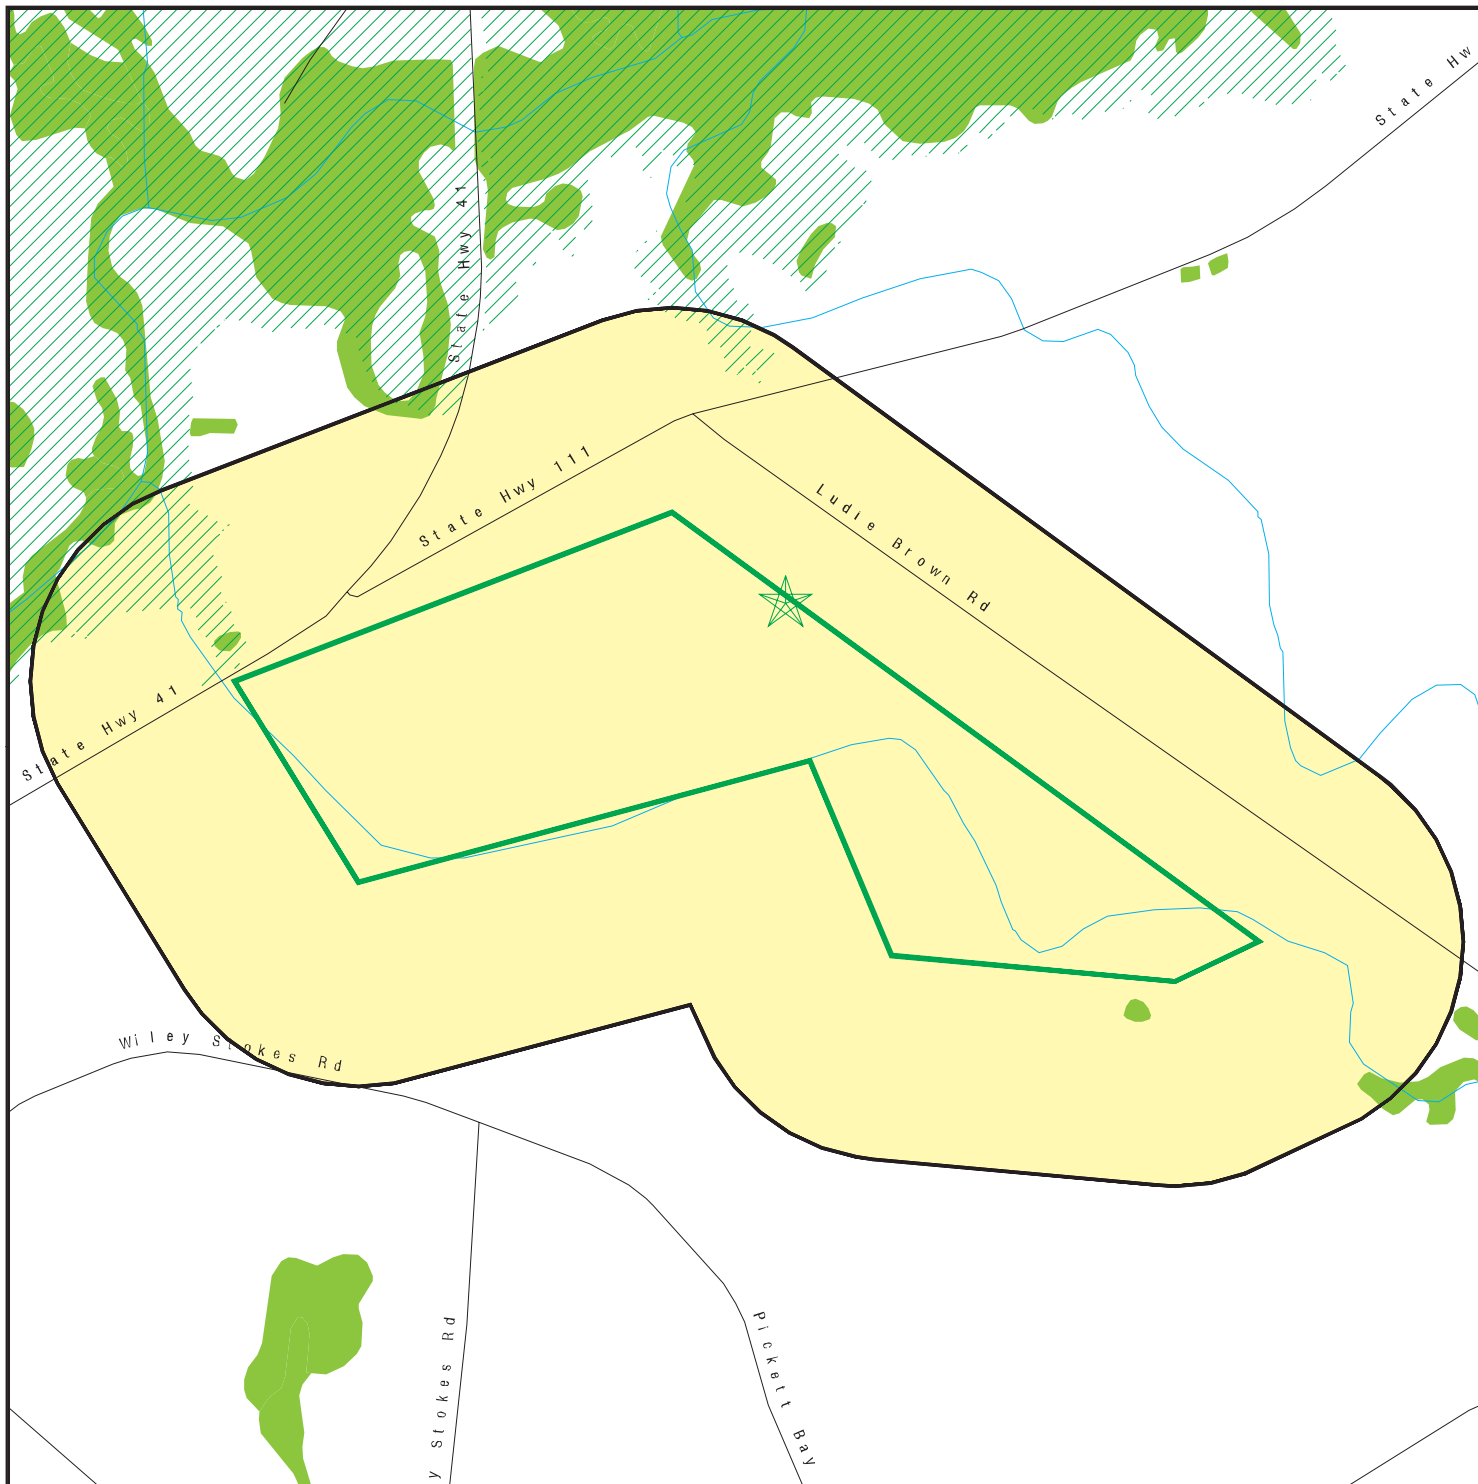 State Hw
State Hwy 41
State Hwy 111
Ludie Brown Rd
State Hwy 41
Wiley Stokes Rd
y Stokes Rd
Pickett Bay